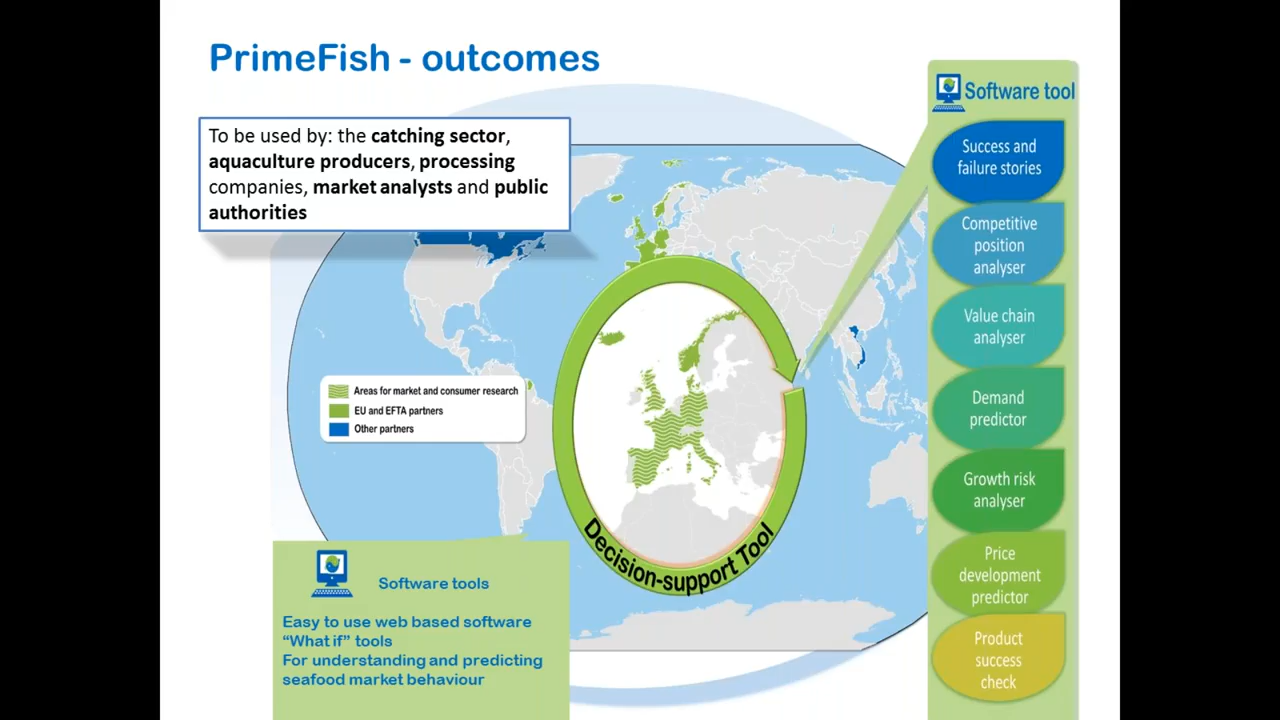 PrimeFish - outcomes
To be used by: the catching sector,
aquaculture producers, processing
companies, market analysts and public
authorities
Software tool
Success and
failure stories
Competitive
position
analyser
Value chain
analyser
Demand
predictor
Growth risk
analyser
Price
development
predictor
Product
success
check
Areas for market and consumer research
EU and EFTA partners
Other partners
Decision-support Tool
Software tools
Easy to use web based software
“What if” tools
For understanding and predicting
seafood market behaviour